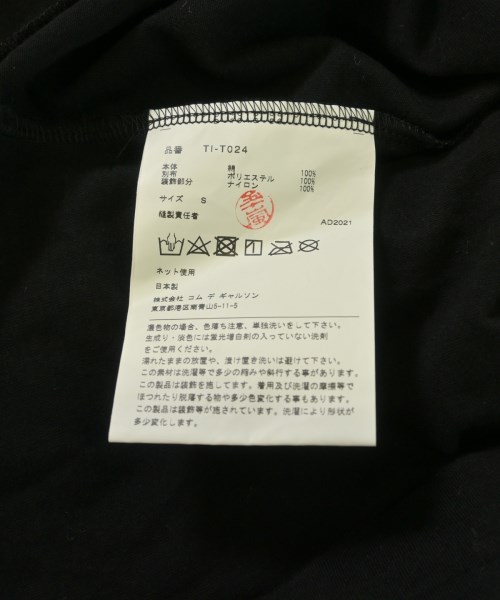 品番 TI-T024
本体 綿 100%
別布 ポリエステル 100%
装飾部分 ナイロン 100%
サイズ S
縫製責任者
AD2021
ネット使用
日本製
株式会社 コム デ ギャルソン
東京都港区南青山5-11-5
濃色物の場合、色落ち注意、単独洗いをして下さい。
生成り・淡色には蛍光増白剤の入っていない洗剤
をご使用ください。
濡れたままの放置や、漬け置き洗いは避けて下さい。
この素材は洗濯等で多少の縮みや斜行する事が有ります。
この製品は装飾を施してます。着用及び洗濯の摩擦等で
ほつれたり脱落する物や多少色変化する事もあります。
この製品は装飾等が施されています。洗濯により形状が
多少変化します。